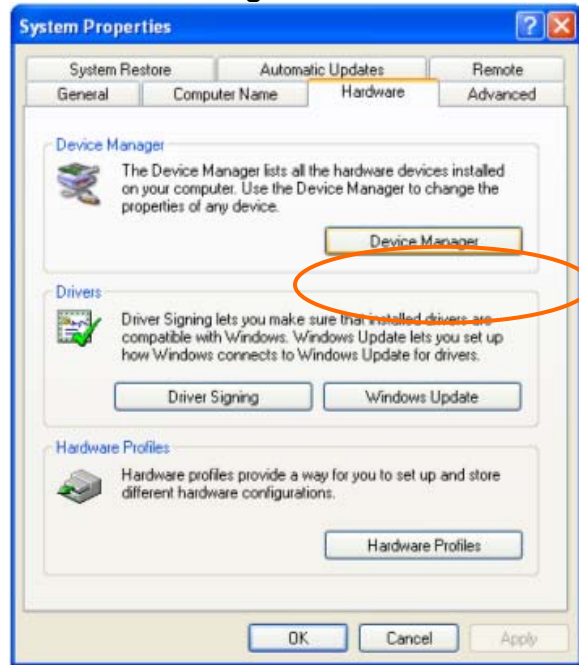 System Properties
System Restore Automatic Updates Remote
General Computer Name Hardware Advanced
Device Manager
The Device Manager lists all the hardware devices installed
on your computer. Use the Device Manager to change the
properties of any device.
Device Manager
Drivers
Driver Signing lets you make sure that installed drivers are
compatible with Windows. Windows Update lets you set up
how Windows connects to Windows Update for drivers.
Driver Signing Windows Update
Hardware Profiles
Hardware profiles provide a way for you to set up and store
different hardware configurations.
Hardware Profiles
OK Cancel Apply